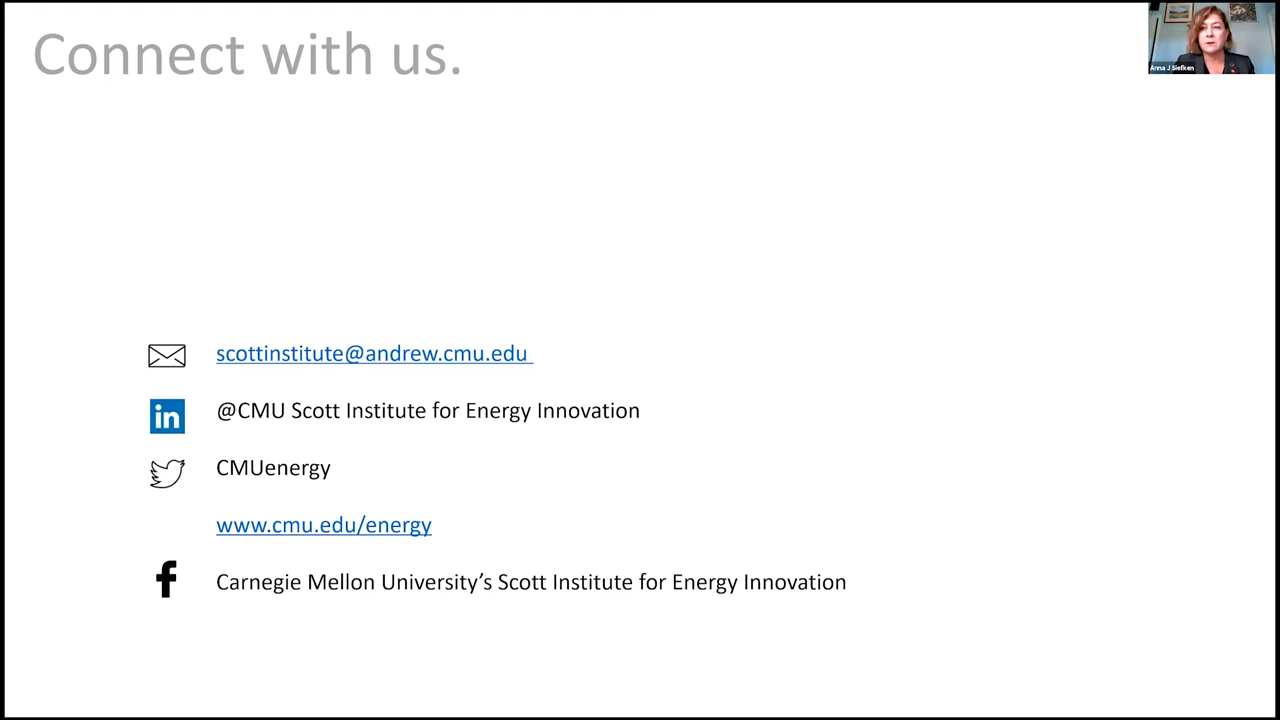 Connect with us.
Anna J Siefken
scottinstitute@andrew.cmu.edu
in
@CMU Scott Institute for Energy Innovation
CMUenergy
www.cmu.edu/energy
f
Carnegie Mellon University’s Scott Institute for Energy Innovation